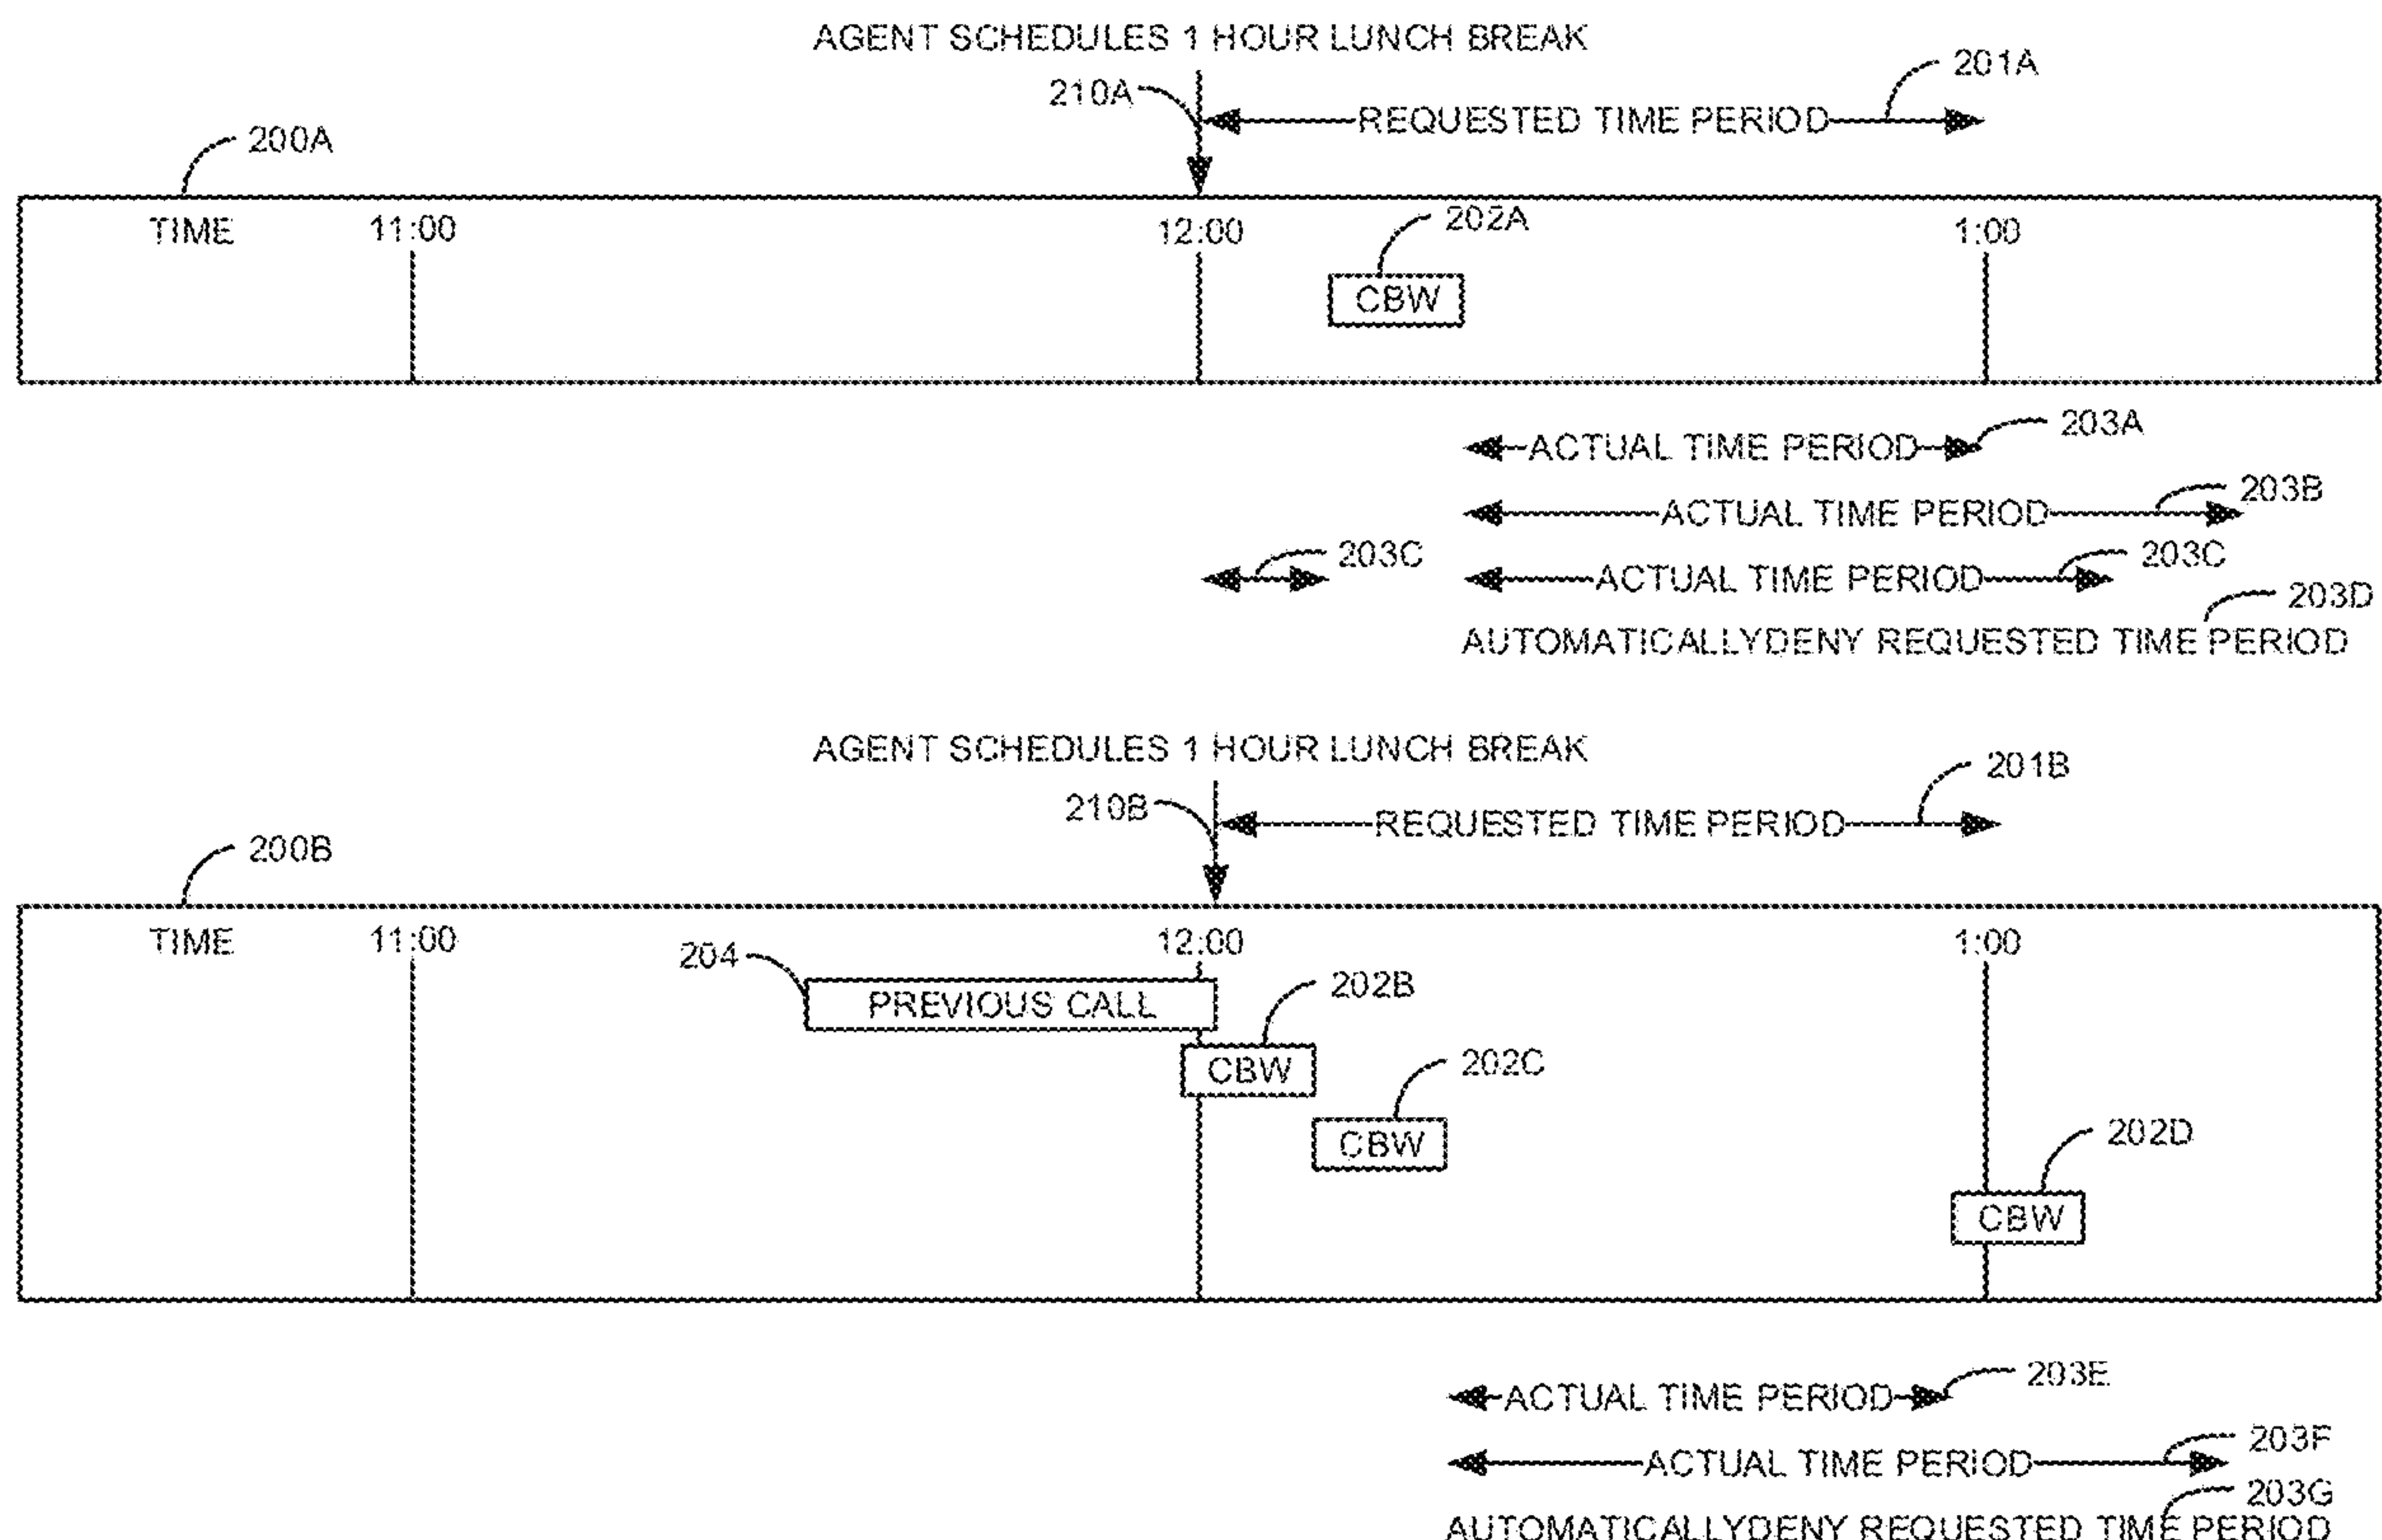 AGENT SCHEDULES 1 HOUR LUNCH BREAK
201A
210A
REQUESTED TIME PERIOD
200A
TIME 11:00 12:00 1:00
202A
CBW
203A
ACTUAL TIME PERIOD
203B
ACTUAL TIME PERIOD
203C 203C
ACTUAL TIME PERIOD
203D
AUTOMATICALLYDENY REQUESTED TIME PERIOD
AGENT SCHEDULES 1 HOUR LUNCH BREAK
201B
210B
REQUESTED TIME PERIOD
200B
TIME 11:00 12:00 1:00
204
PREVIOUS CALL
202B
CBW
202C
CBW
202D
CBW
203E
ACTUAL TIME PERIOD
203F
ACTUAL TIME PERIOD
203G
AUTOMATICALLYDENY REQUESTED TIME PERIOD